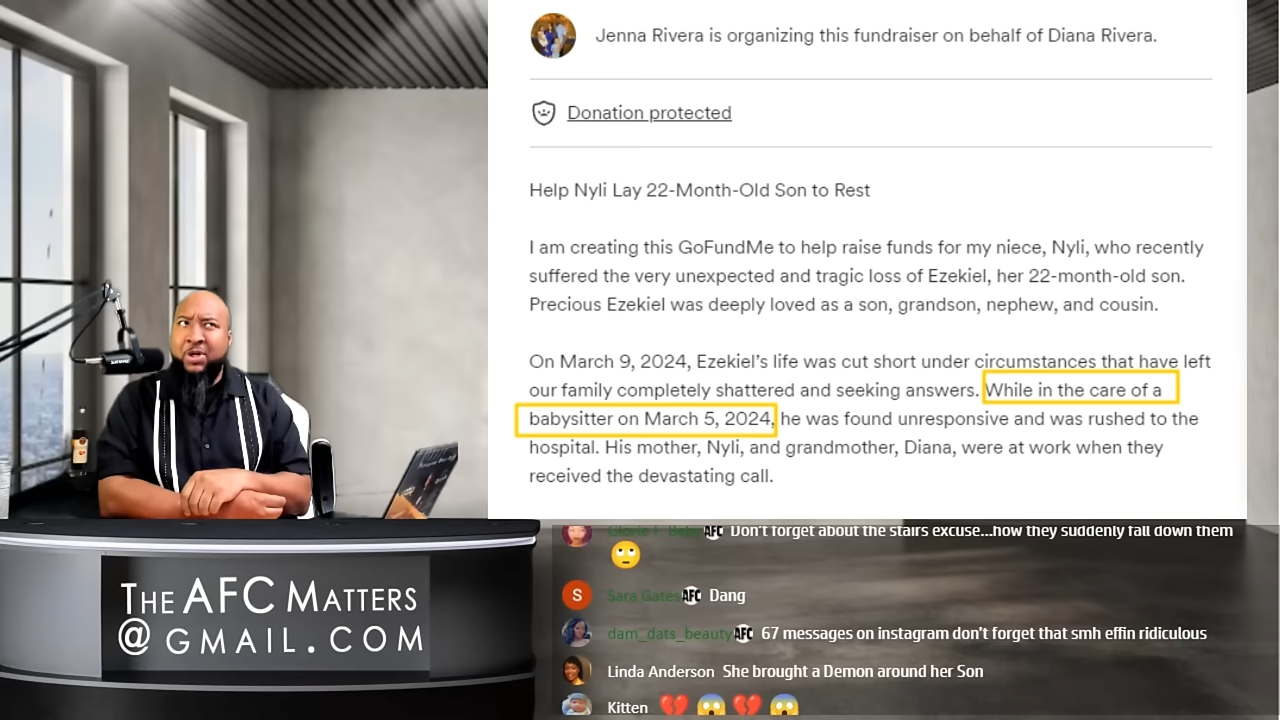 Jenna Rivera is organizing this fundraiser on behalf of Diana Rivera.
Donation protected
Help Nyli Lay 22-Month-Old Son to Rest
I am creating this GoFundMe to help raise funds for my niece, Nyli, who recently
suffered the very unexpected and tragic loss of Ezekiel, her 22-month-old son.
Precious Ezekiel was deeply loved as a son, grandson, nephew, and cousin.
On March 9, 2024, Ezekiel's life was cut short under circumstances that have left
our family completely shattered and seeking answers. While in the care of a
babysitter on March 5, 2024, he was found unresponsive and was rushed to the
hospital. His mother, Nyli, and grandmother, Diana, were at work when they
received the devastating call.
THE AFC MATTERS
@ GMAIL.COM
AFC Don't forget about the stairs excuse...how they suddenly fall down them
🙄
S Sara Gates AFC Dang
dam_dats_beauty AFC 67 messages on instagram don't forget that smh effin ridiculous
Linda Anderson She brought a Demon around her Son
Kitten 💔 😱 💔 😱